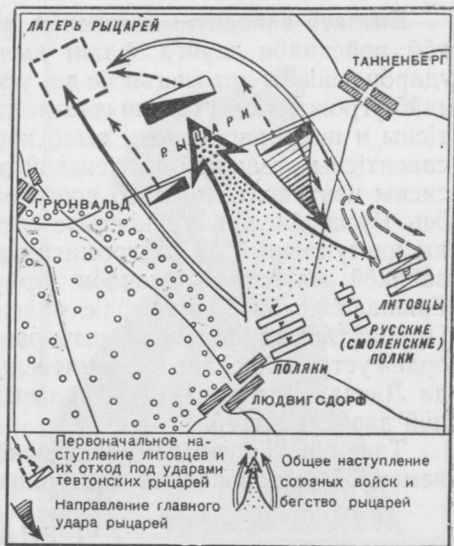 ЛАГЕРЬ РЫЦАРЕЙ
ТАННЕНБЕРГ
РЫЦАРИ
ГРЮНВАЛЬД
ЛИТОВЦЫ
РУССКИЕ
(СМОЛЕНСКИЕ)
ПОЛКИ
ПОЛЯКИ
ЛЮДВИГСДОРФ
Первоначальное на-
ступление литовцев и
их отход под ударами
тевтонских рыцарей
Направление главного
удара рыцарей
Общее наступление
союзных войск и
бегство рыцарей